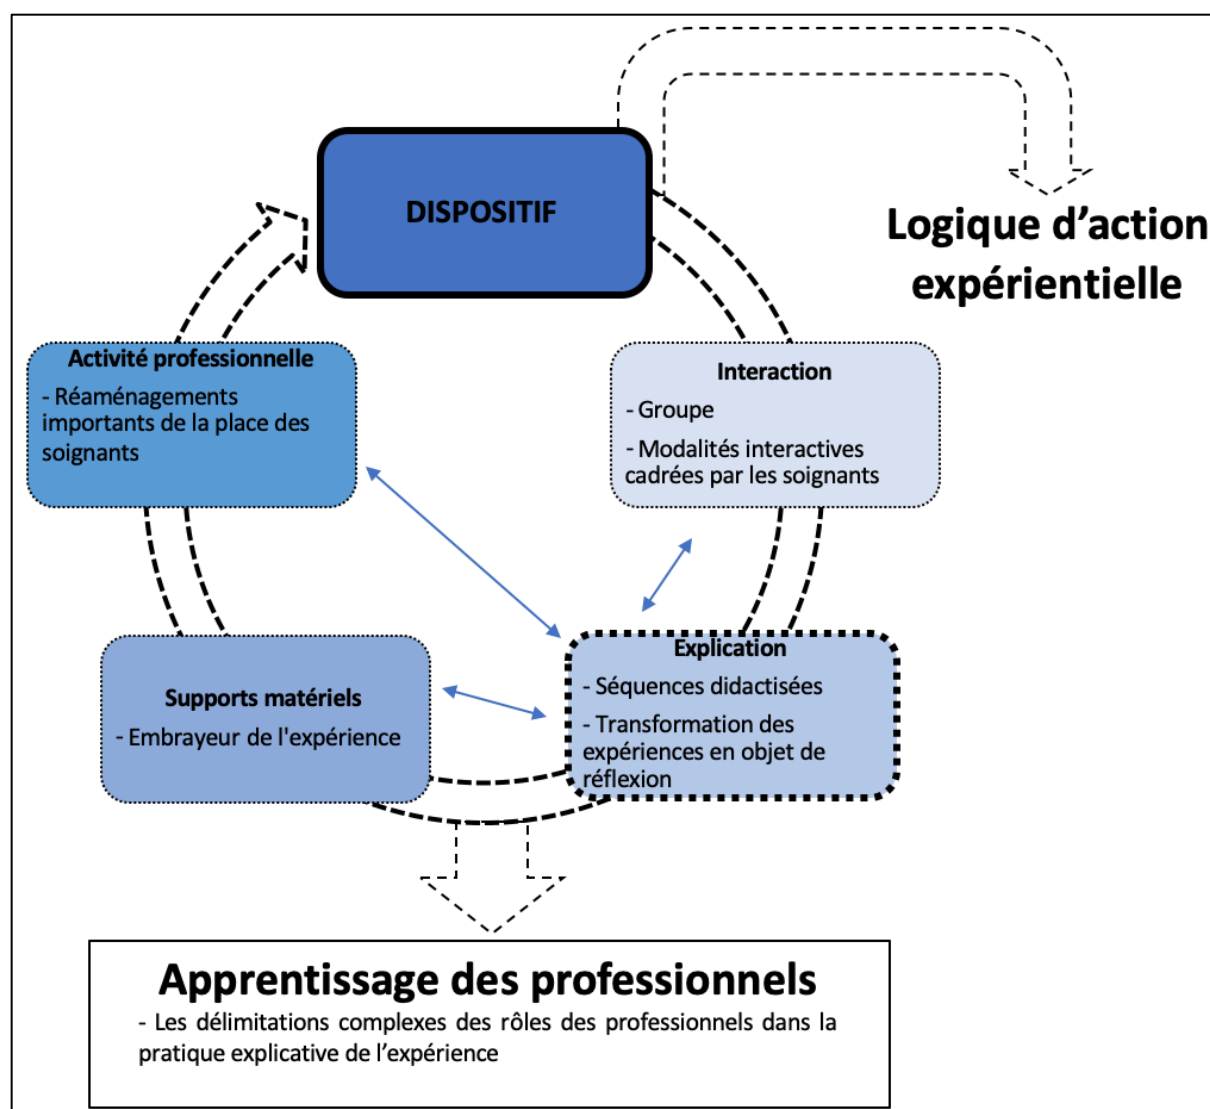 DISPOSITIF
Logique d’action
expérientielle
Activité professionnelle
- Réaménagements
importants de la place des
soignants
Interaction
- Groupe
- Modalités interactives
cadrées par les soignants
Supports matériels
- Embrayeur de l'expérience
Explication
- Séquences didactisées
- Transformation des
expériences en objet de
réflexion
Apprentissage des professionnels
- Les délimitations complexes des rôles des professionnels dans la
pratique explicative de l’expérience